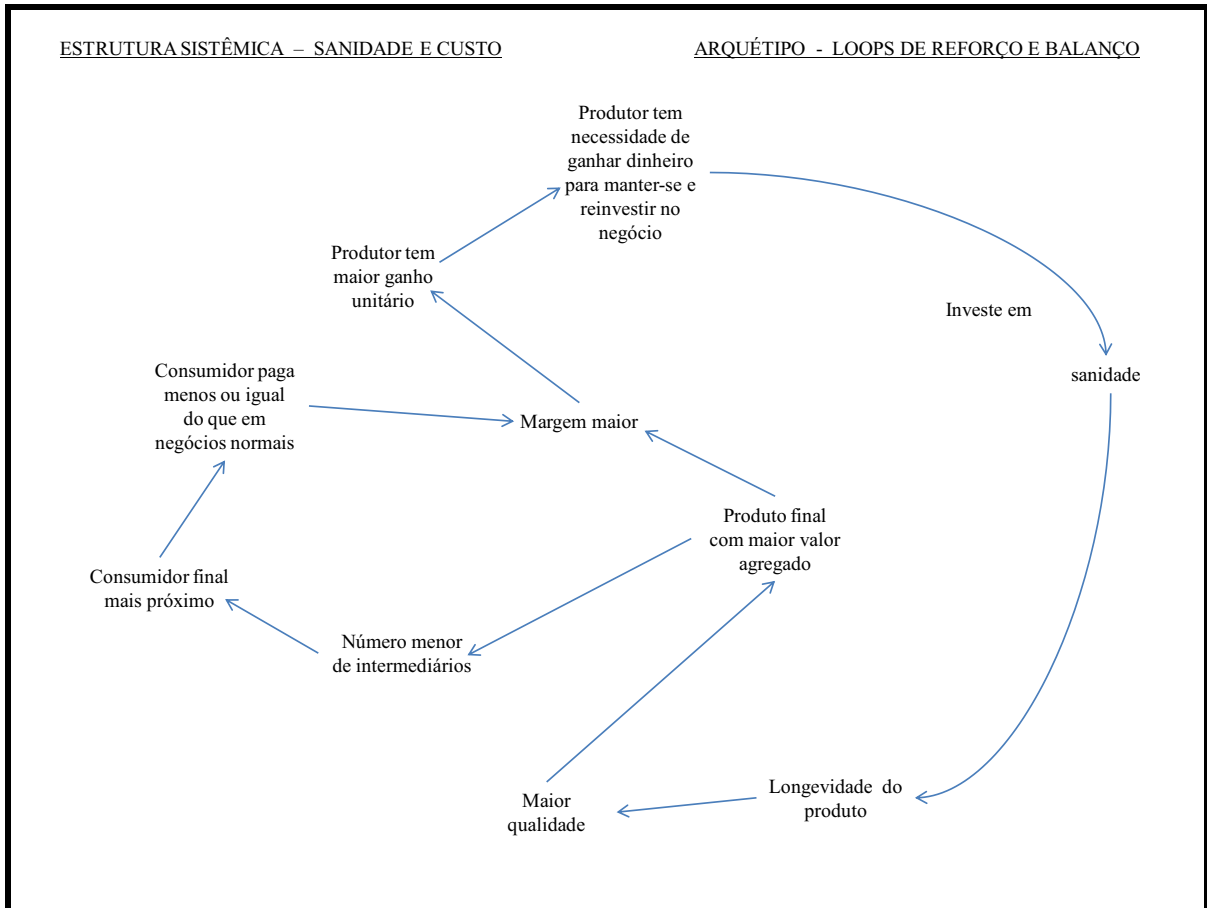 ESTRUTURA SISTÊMICA – SANIDADE E CUSTO
ARQUÉTIPO - LOOPS DE REFORÇO E BALANÇO
Produtor tem
necessidade de
ganhar dinheiro
para manter-se e
reinvestir no
negócio
Produtor tem
maior ganho
unitário
Investe em
sanidade
Consumidor paga
menos ou igual
do que em
negócios normais
Margem maior
Produto final
com maior valor
agregado
Consumidor final
mais próximo
Número menor
de intermediários
Longevidade do
produto
Maior
qualidade